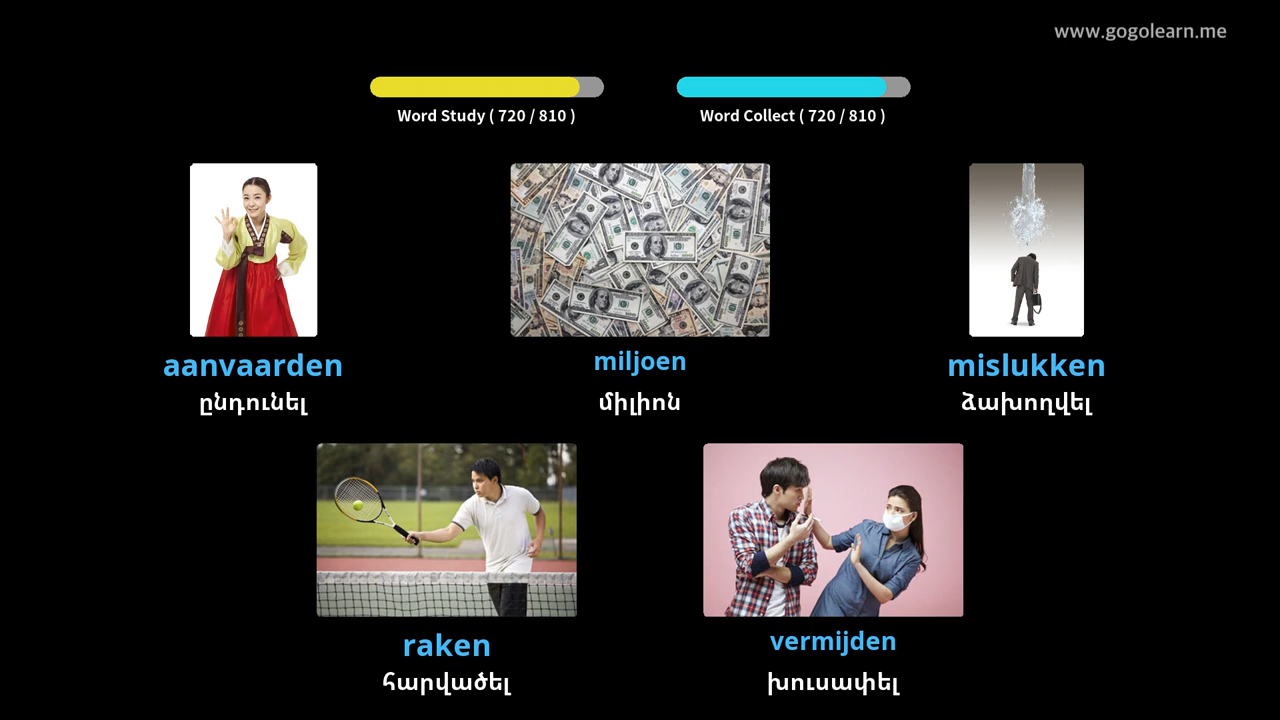 www.gogolearn.me
Word Study ( 720 / 810 )
Word Collect ( 720 / 810 )
aanvaarden
ընդունել
miljoen
միլիոն
mislukken
ձախողվել
raken
հարվածել
vermijden
խուսափել